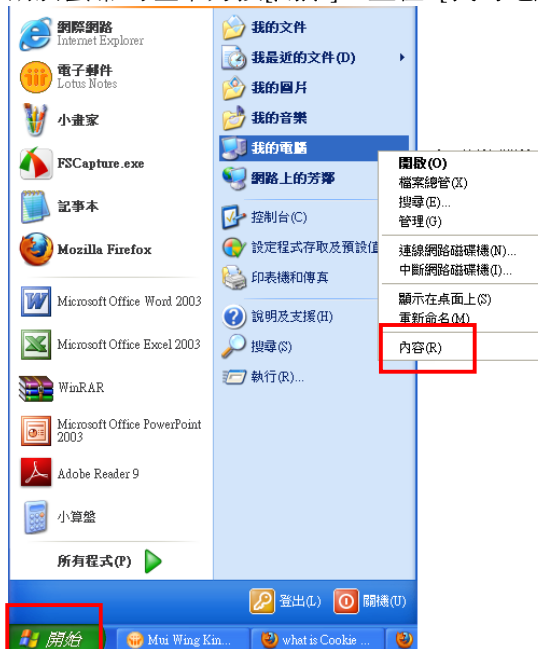 網際網路
Internet Explorer
電子郵件
Lotus Notes
小畫家
FSCapture.exe
記事本
Mozilla Firefox
Microsoft Office Word 2003
Microsoft Office Excel 2003
WinRAR
Microsoft Office PowerPoint
2003
Adobe Reader 9
小算盤
所有程式(P)
我的文件
我最近的文件(D)
我的圖片
我的音樂
我的電腦
網路上的芳鄰
控制台(C)
設定程式存取及預設值
印表機和傳真
說明及支援(H)
搜尋(S)
執行(R)...
開啟(O)
檔案總管(X)
搜尋(E)...
管理(G)
連線網路磁碟機(N)...
中斷網路磁碟機(I)...
顯示在桌面上(S)
重新命名(M)
內容(R)
登出(L)
關機(U)
開始
Mui Wing Kin...
what is Cookie ...